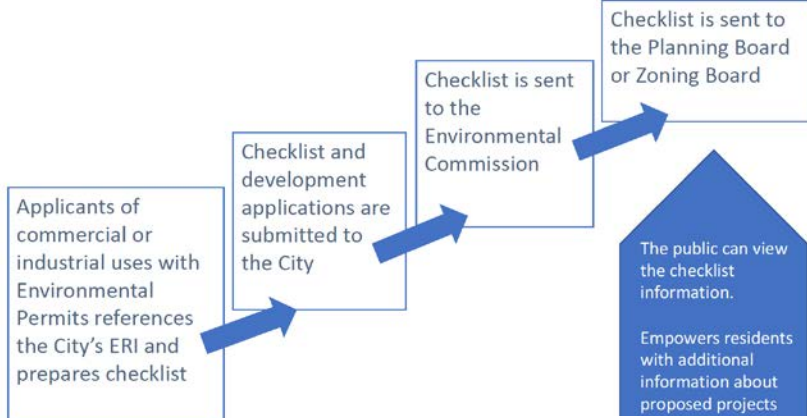 Applicants of
commercial or
industrial uses with
Environmental
Permits references
the City's ERI and
prepares checklist
Checklist and
development
applications are
submitted to
the City
Checklist is sent
to the
Environmental
Commission
Checklist is sent to
the Planning Board
or Zoning Board
The public can view
the checklist
information.
Empowers residents
with additional
information about
proposed projects